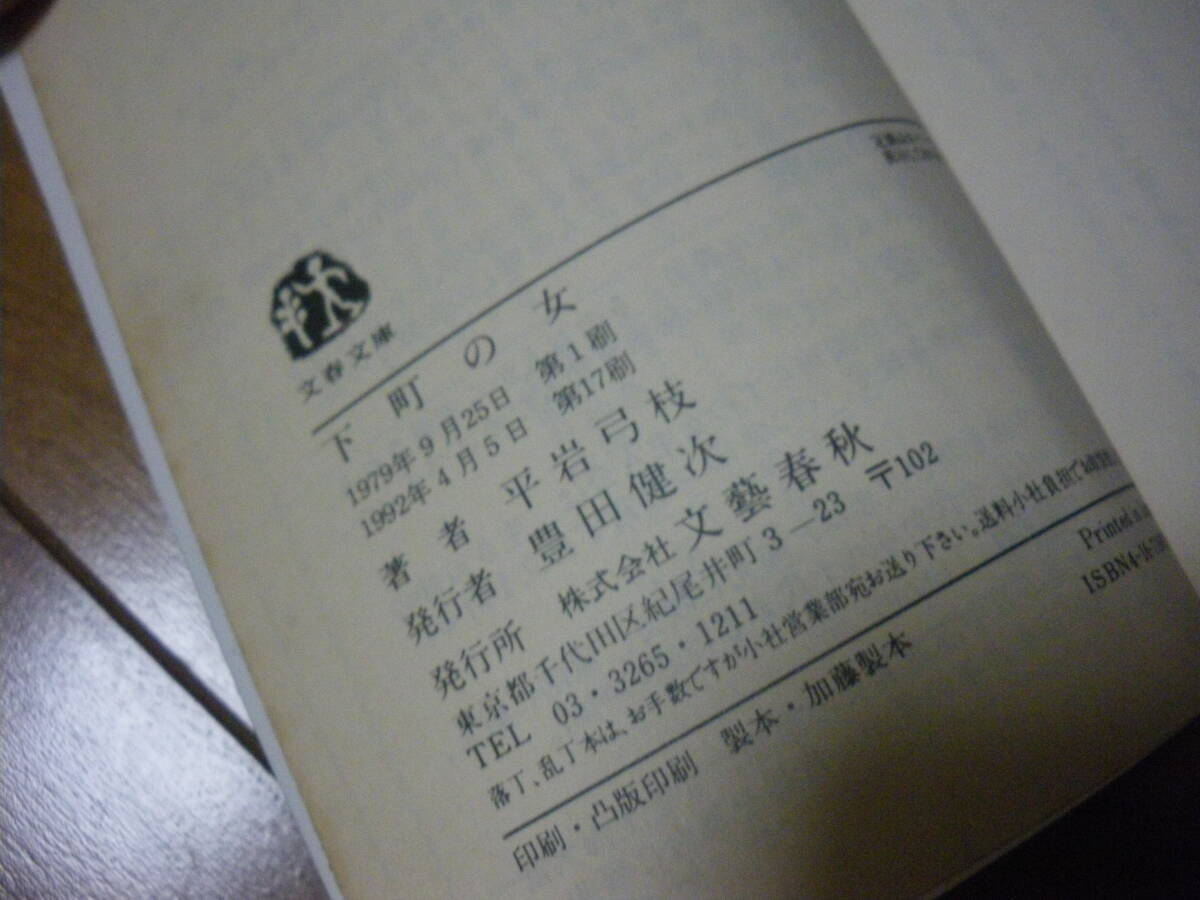 文春文庫
下町の女
1979年9月25日 第1刷
1992年4月5日 第17刷
著者 平岩弓枝
発行者 豊田健次
発行所 株式会社 文藝春秋
東京都千代田区紀尾井町3—23 〒102
TEL 03・3265・1211
落丁、乱丁本は、お手数ですが小社営業部宛お送り下さい。送料小社負担でお
印刷・凸版印刷 製本・加藤製本
Printed
ISBN4-16